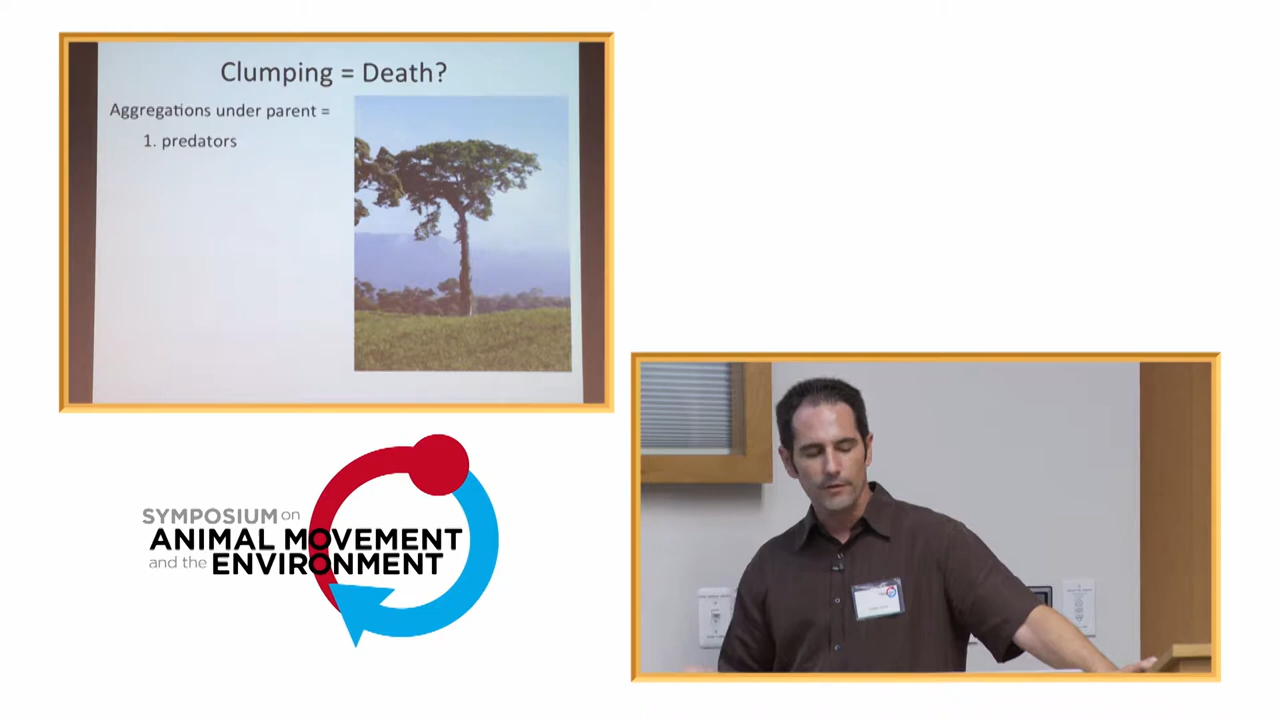 Clumping = Death?
Aggregations under parent =
1. predators
SYMPOSIUM on
ANIMAL MOVEMENT
and the ENVIRONMENT